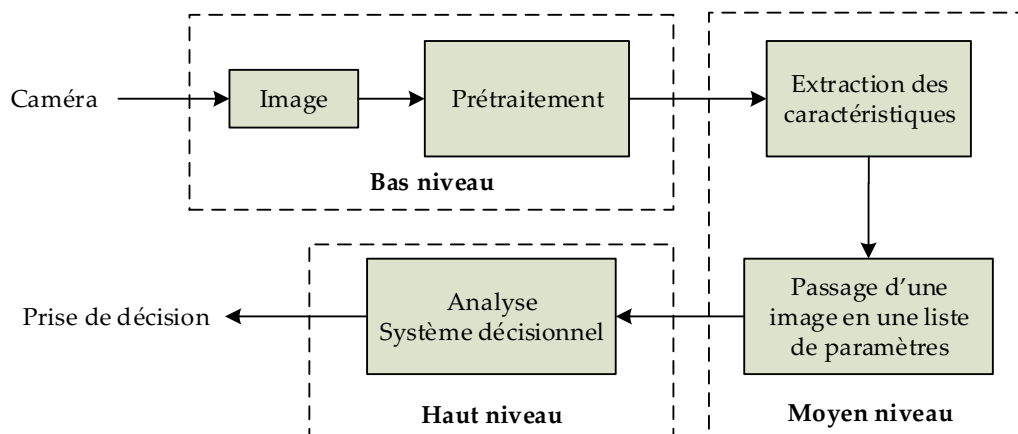 Caméra
Image
Prétraitement
Bas niveau
Extraction des
caractéristiques
Passage d’une
image en une liste
de paramètres
Moyen niveau
Analyse
Système décisionnel
Haut niveau
Prise de décision